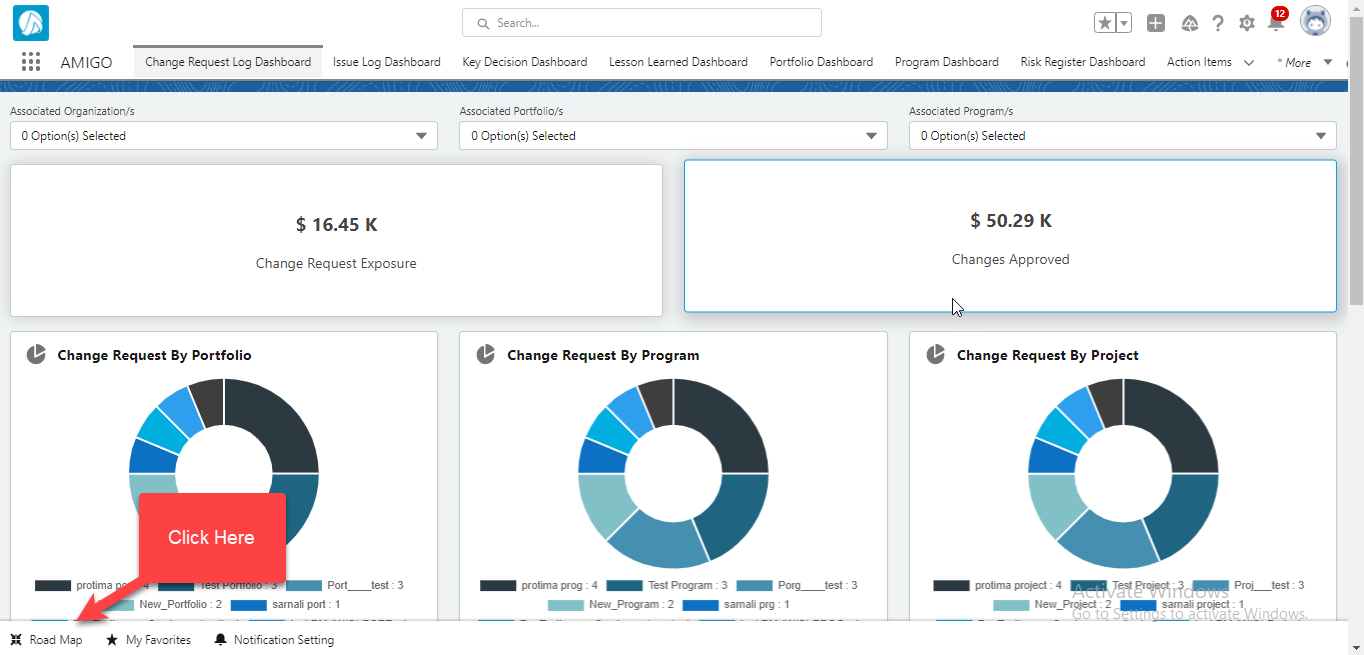 Search...
12
AMIGO
Change Request Log Dashboard
Issue Log Dashboard
Key Decision Dashboard
Lesson Learned Dashboard
Portfolio Dashboard
Program Dashboard
Risk Register Dashboard
Action Items
* More
Associated Organization/s
Associated Portfolio/s
Associated Program/s
0 Option(s) Selected
0 Option(s) Selected
0 Option(s) Selected
$ 16.45 K
Change Request Exposure
$ 50.29 K
Changes Approved
Change Request By Portfolio
Change Request By Program
Change Request By Project
Click Here
protima 4 Test Portfolio : 3 Port____test : 3
New_Portfolio : 2 sarnali port : 1
protima prog : 4 Test Program : 3 Porg____test : 3
New_Program : 2 sarnali prg : 1
protima project : 4 Test Project : 3 Proj____test : 3
New_Project : 2 sarnali project : 1
Activate Windows
Go to Settings to activate Windows.
Road Map
My Favorites
Notification Setting